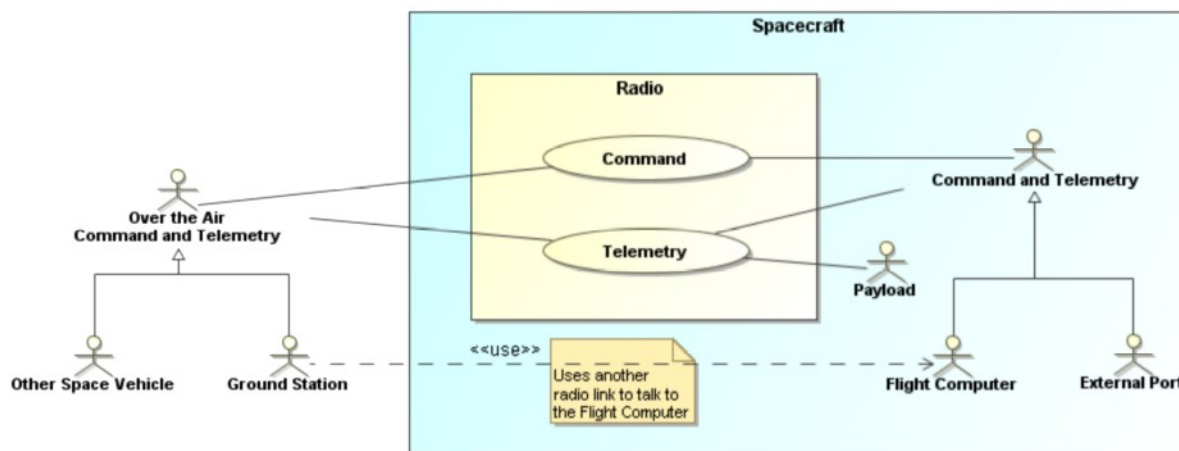 Spacecraft
Radio
Command
Command and Telemetry
Over the Air
Command and Telemetry
Telemetry
Payload
<<use>>
Other Space Vehicle
Ground Station
Uses another
radio link to talk to
the Flight Computer
Flight Computer
External Port